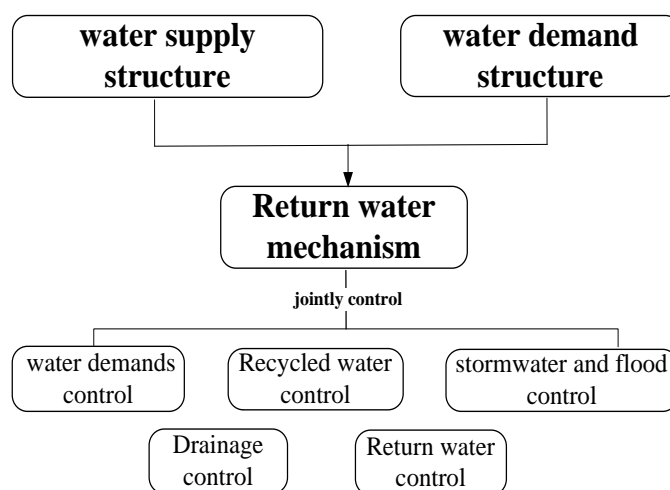 water supply
structure
water demand
structure
Return water
mechanism
jointly control
water demands
control
Recycled water
control
stormwater and flood
control
Drainage
control
Return water
control